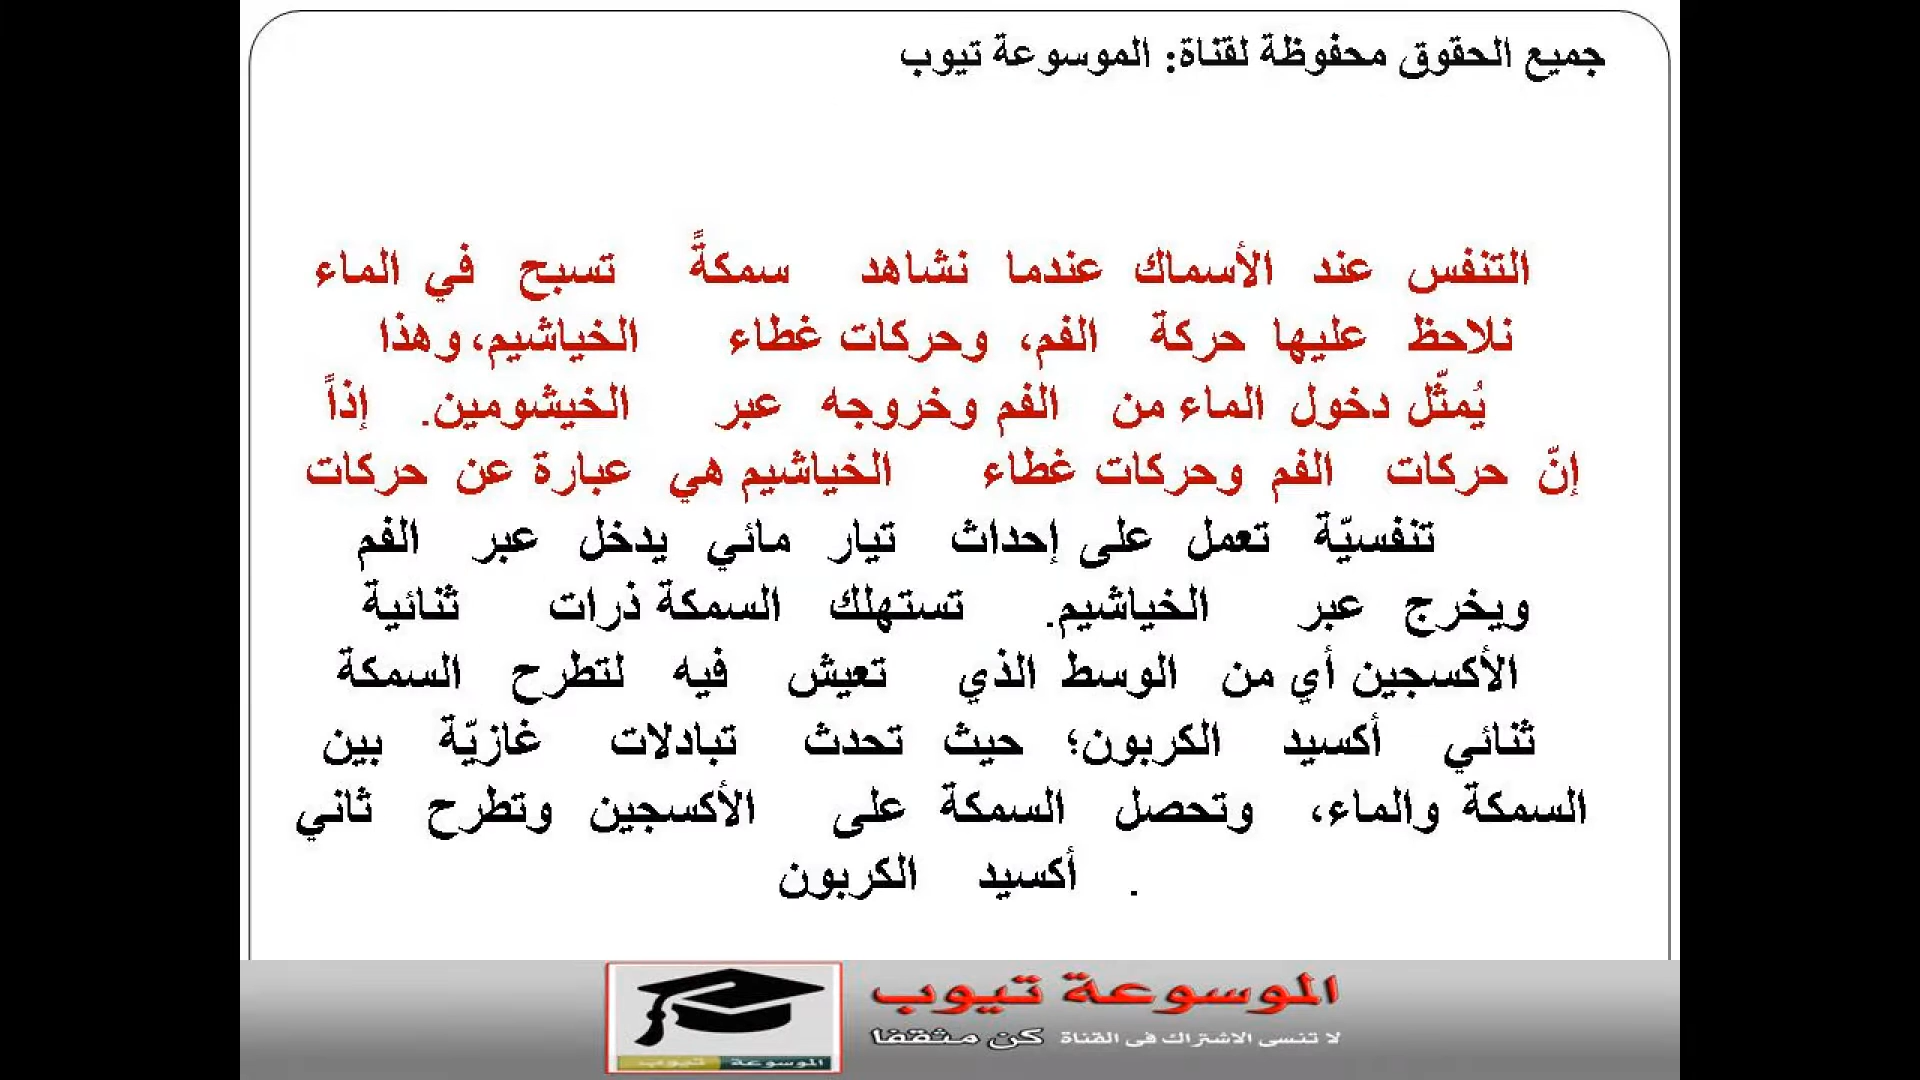 جميع الحقوق محفوظة لقناة: الموسوعة تيوب
التنفس عند الأسماك عندما نشاهد سمكةً تسبح في الماء
نلاحظ عليها حركة الفم، وحركات غطاء الخياشيم، وهذا
يُمثّل دخول الماء من الفم وخروجه عبر الخيشومين. إذاً
إنّ حركات الفم وحركات غطاء الخياشيم هي عبارة عن حركات
تنفسيّة تعمل على إحداث تيار مائي يدخل عبر الفم
ويخرج عبر الخياشيم. تستهلك السمكة ذرات ثنائية
الأكسجين أي من الوسط الذي تعيش فيه لتطرح السمكة
ثنائي أكسيد الكربون؛ حيث تحدث تبادلات غازيّة بين
السمكة والماء، وتحصل السمكة على الأكسجين وتطرح ثاني
أكسيد الكربون .
الموسوعة تيوب
لا تنسى الاشتراك فى القناة كن مثقفا
الموسوعة تيوب